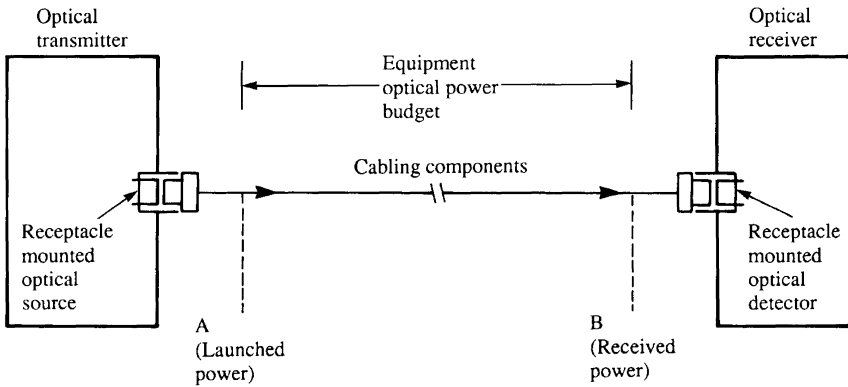 Optical
transmitter
Optical
receiver
Equipment
optical power
budget
Cabling components
Receptacle
mounted
optical
source
Receptacle
mounted
optical
detector
A
(Launched
power)
B
(Received
power)